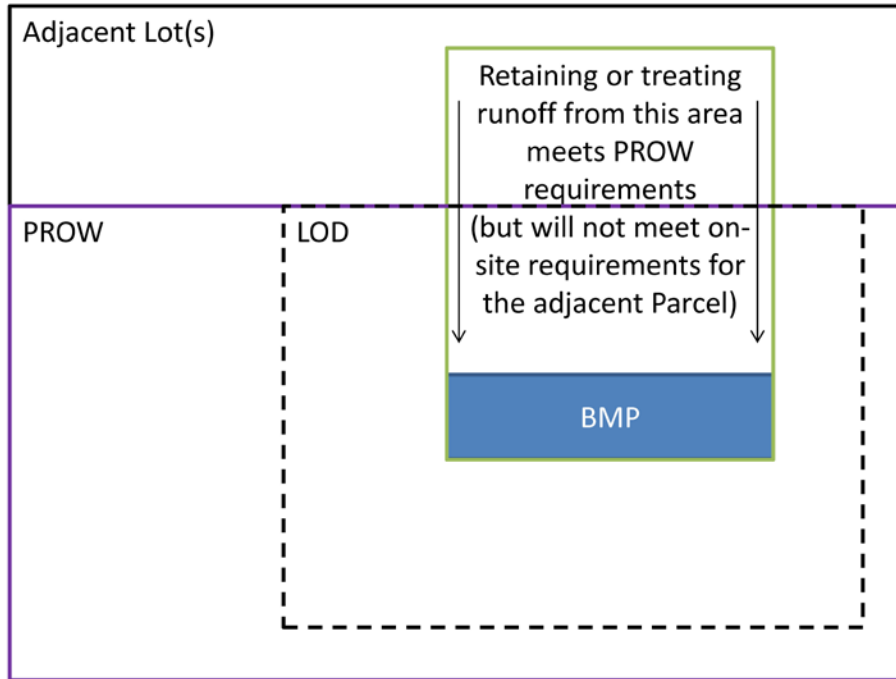 Adjacent Lot(s)
Retaining or treating
runoff from this area
meets PROW
requirements
(but will not meet on-
site requirements for
the adjacent Parcel)
PROW
LOD
BMP